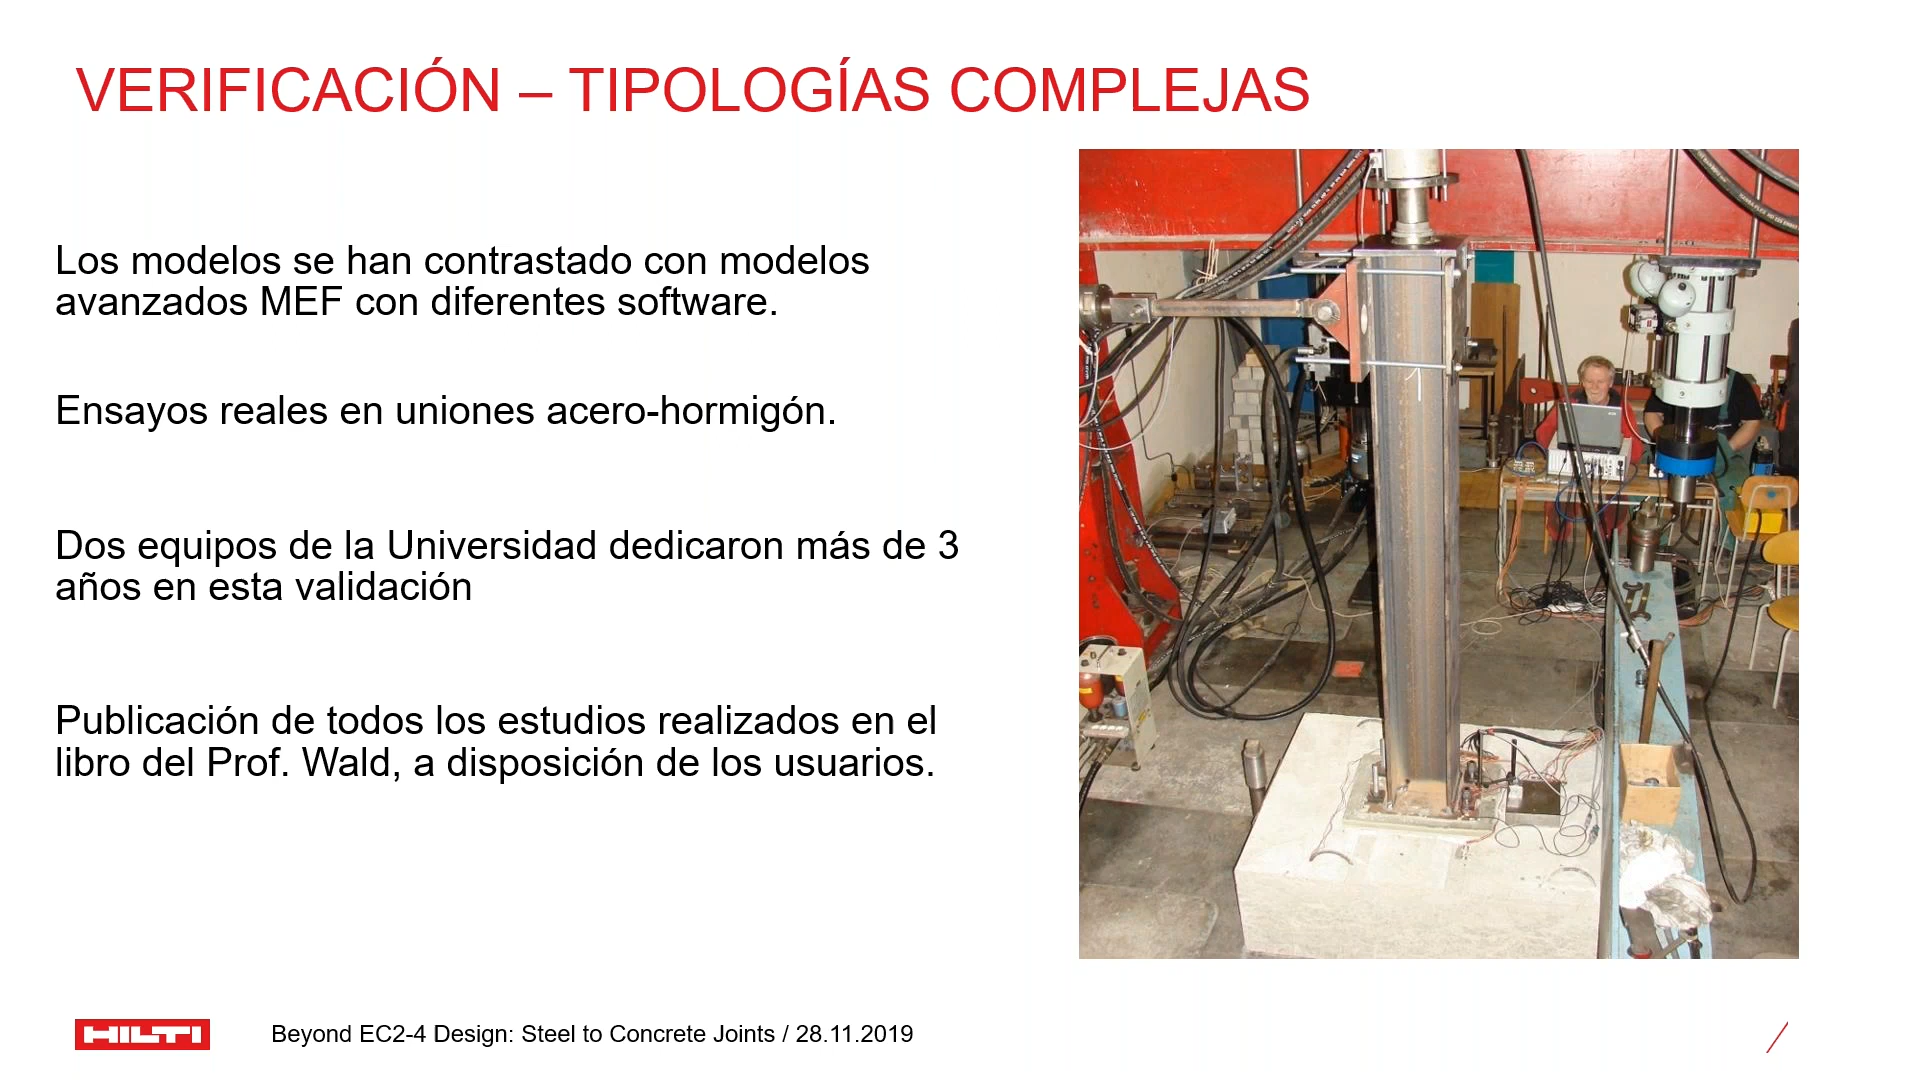 VERIFICACIÓN – TIPOLOGÍAS COMPLEJAS
Los modelos se han contrastado con modelos
avanzados MEF con diferentes software.
Ensayos reales en uniones acero-hormigón.
Dos equipos de la Universidad dedicaron más de 3
años en esta validación
Publicación de todos los estudios realizados en el
libro del Prof. Wald, a disposición de los usuarios.
HILTI
Beyond EC2-4 Design: Steel to Concrete Joints / 28.11.2019